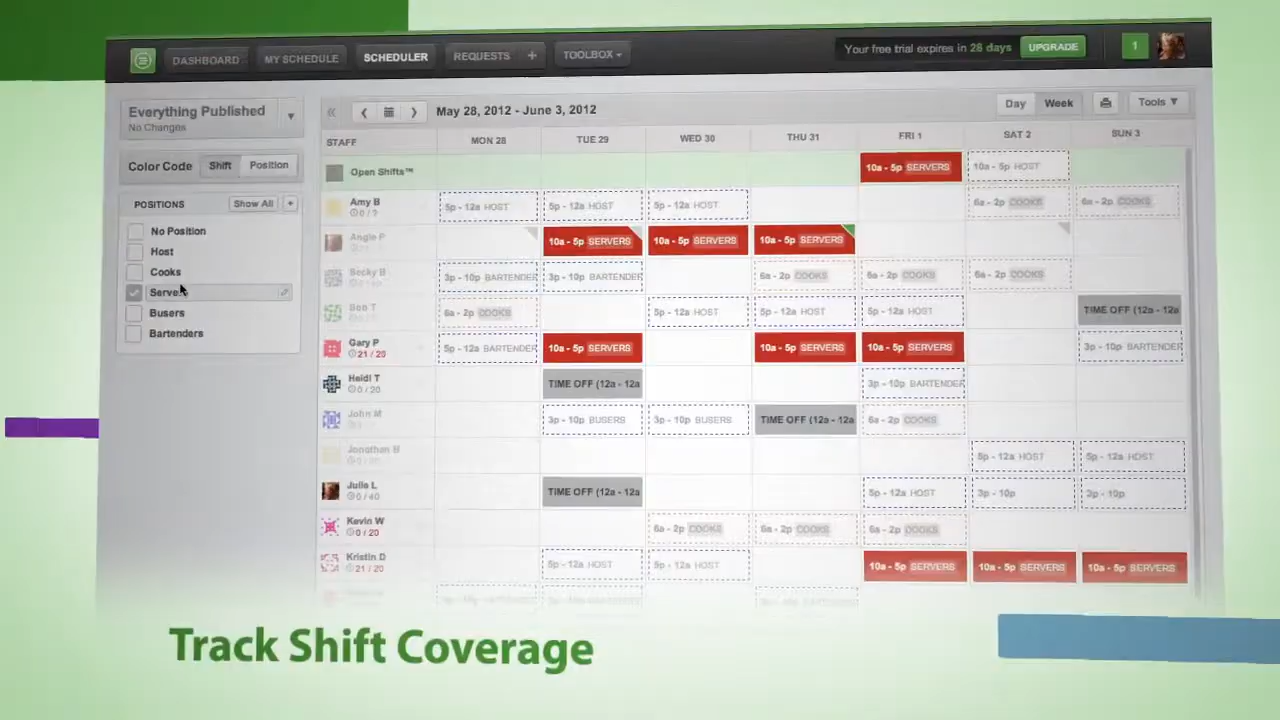 DASHBOARD MY SCHEDULE SCHEDULER REQUESTS + TOOLBOX Your free trial expires in 28 days UPGRADE 1
Everything Published
No Changes
Color Code Shift Position
POSITIONS Show All +
No Position
Host
Cooks
Busers
Bartenders
May 28, 2012 - June 3, 2012 Day Week Tools
STAFF MON 28 TUE 29 WED 30 THU 31 FRI 1 SAT 2 SUN 3
Open Shifts™ 10a - 5p SERVERS 10a - 5p HOST
Amy B 5p - 12a HOST 5p - 12a HOST 5p - 12a HOST 6a - 2p COOKS 6a - 2p COOKS
0 / ?
Angie P 10a - 5p SERVERS 10a - 5p SERVERS 10a - 5p SERVERS
Becky B 3p - 10p BARTENDER 3p - 10p BARTENDER 6a - 2p COOKS 6a - 2p COOKS 6a - 2p COOKS
Bob T 6a - 2p COOKS 5p - 12a HOST 5p - 12a HOST 5p - 12a HOST TIME OFF (12a - 12a
Gary P 5p - 12a BARTENDER 10a - 5p SERVERS 10a - 5p SERVERS 10a - 5p SERVERS 3p - 10p BARTENDER
21 / 20
Heidi T TIME OFF (12a - 12a 3p - 10p BARTENDER
0 / 20
John M 3p - 10p BUSERS 3p - 10p BUSERS TIME OFF (12a - 12a 6a - 2p COOKS
Jonathan B 5p - 12a HOST 5p - 12a HOST
Julie L TIME OFF (12a - 12a 5p - 12a HOST 3p - 10p 3p - 10p
0 / 40
Kevin W 6a - 2p COOKS 6a - 2p COOKS 6a - 2p COOKS
0 / 20
Kristin D 5p - 12a HOST 5p - 12a HOST 10a - 5p SERVERS 10a - 5p SERVERS 10a - 5p SERVERS
21 / 20
Track Shift Coverage